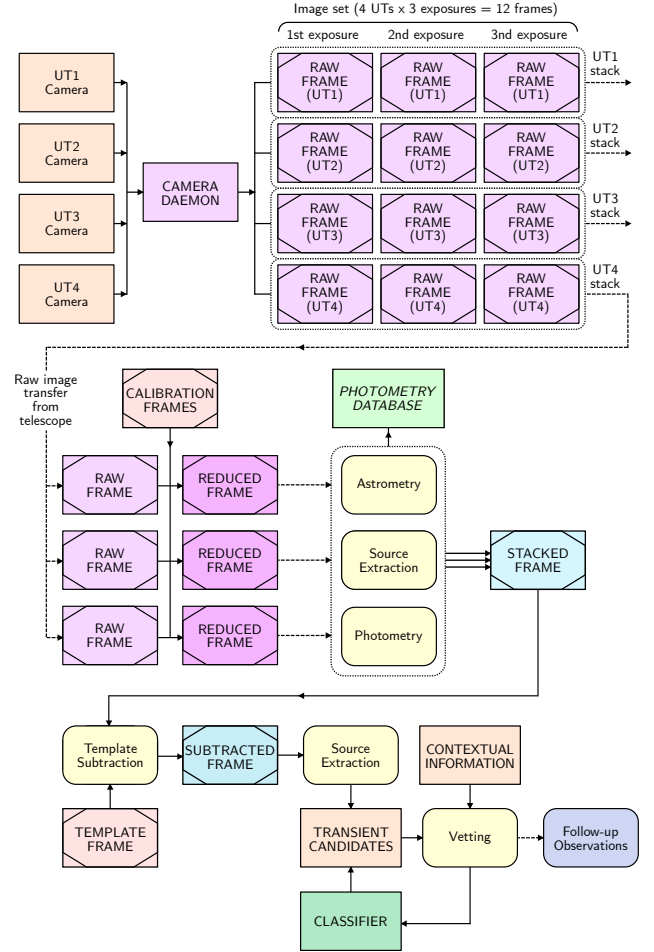 Image set (4 UTs x 3 exposures = 12 frames)
1st exposure
2nd exposure
3nd exposure
UT1
Camera
RAW
FRAME
(UT1)
RAW
FRAME
(UT1)
RAW
FRAME
(UT1)
UT1
stack
UT2
Camera
RAW
FRAME
(UT2)
RAW
FRAME
(UT2)
RAW
FRAME
(UT2)
UT2
stack
CAMERA
DAEMON
UT3
Camera
RAW
FRAME
(UT3)
RAW
FRAME
(UT3)
RAW
FRAME
(UT3)
UT3
stack
UT4
Camera
RAW
FRAME
(UT4)
RAW
FRAME
(UT4)
RAW
FRAME
(UT4)
UT4
stack
Raw image
transfer
from
telescope
CALIBRATION
FRAMES
PHOTOMETRY
DATABASE
RAW
FRAME
REDUCED
FRAME
Astrometry
RAW
FRAME
REDUCED
FRAME
Source
Extraction
STACKED
FRAME
RAW
FRAME
REDUCED
FRAME
Photometry
Template
Subtraction
SUBTRACTED
FRAME
Source
Extraction
CONTEXTUAL
INFORMATION
TEMPLATE
FRAME
TRANSIENT
CANDIDATES
Vetting
Follow-up
Observations
CLASSIFIER